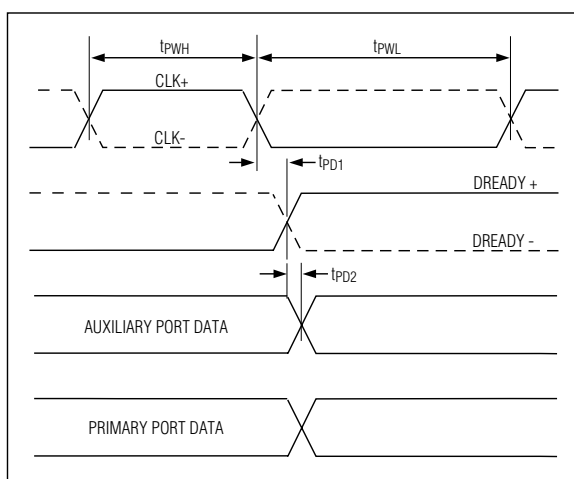 tPWH
tPWL
CLK+
CLK-
tPD1
DREADY +
DREADY -
tPD2
AUXILIARY PORT DATA
PRIMARY PORT DATA